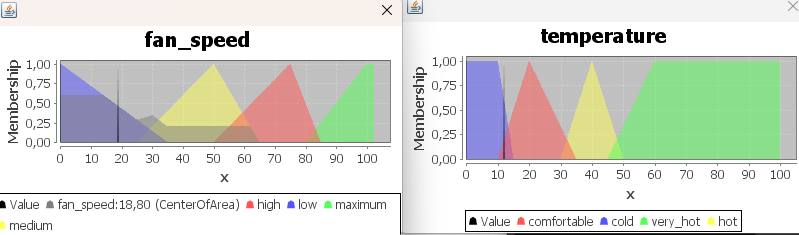 fan_speed
Membership
1,00
0,75
0,50
0,25
0,00
0 10 20 30 40 50 60 70 80 90 100
x
Value fan_speed:18,80 (CenterOfArea) high low maximum
medium
temperature
Membership
1,00
0,75
0,50
0,25
0,00
0 10 20 30 40 50 60 70 80 90 100
x
Value comfortable cold very_hot hot